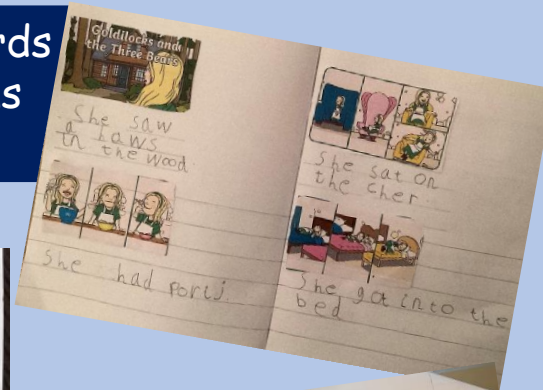 rds
s
Goldilocks and
the Three Bears
She saw
a haws
in the wood
She had porij
She sat on
the cher
She got into the
bed